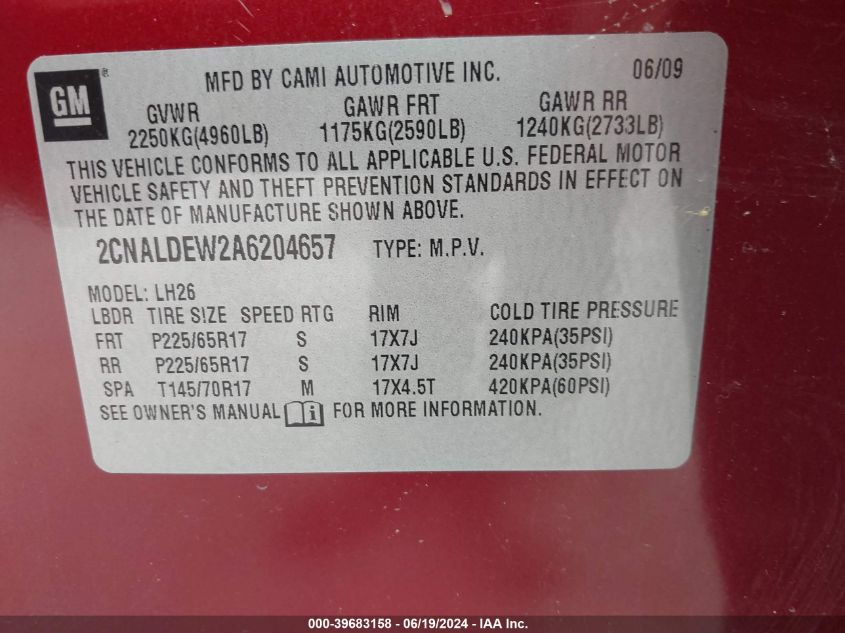 GM ®
MFD BY CAMI AUTOMOTIVE INC. 06/09
GVWR GAWR FRT GAWR RR
2250KG(4960LB) 1175KG(2590LB) 1240KG(2733LB)
THIS VEHICLE CONFORMS TO ALL APPLICABLE U.S. FEDERAL MOTOR
VEHICLE SAFETY AND THEFT PREVENTION STANDARDS IN EFFECT ON
THE DATE OF MANUFACTURE SHOWN ABOVE.
2CNALDEW2A6204657 TYPE: M.P.V.
MODEL: LH26
LBDR TIRE SIZE SPEED RTG RIM COLD TIRE PRESSURE
FRT P225/65R17 S 17X7J 240KPA(35PSI)
RR P225/65R17 S 17X7J 240KPA(35PSI)
SPA T145/70R17 M 17X4.5T 420KPA(60PSI)
SEE OWNER'S MANUAL i FOR MORE INFORMATION.
000-39683158 - 06/19/2024 - IAA Inc.